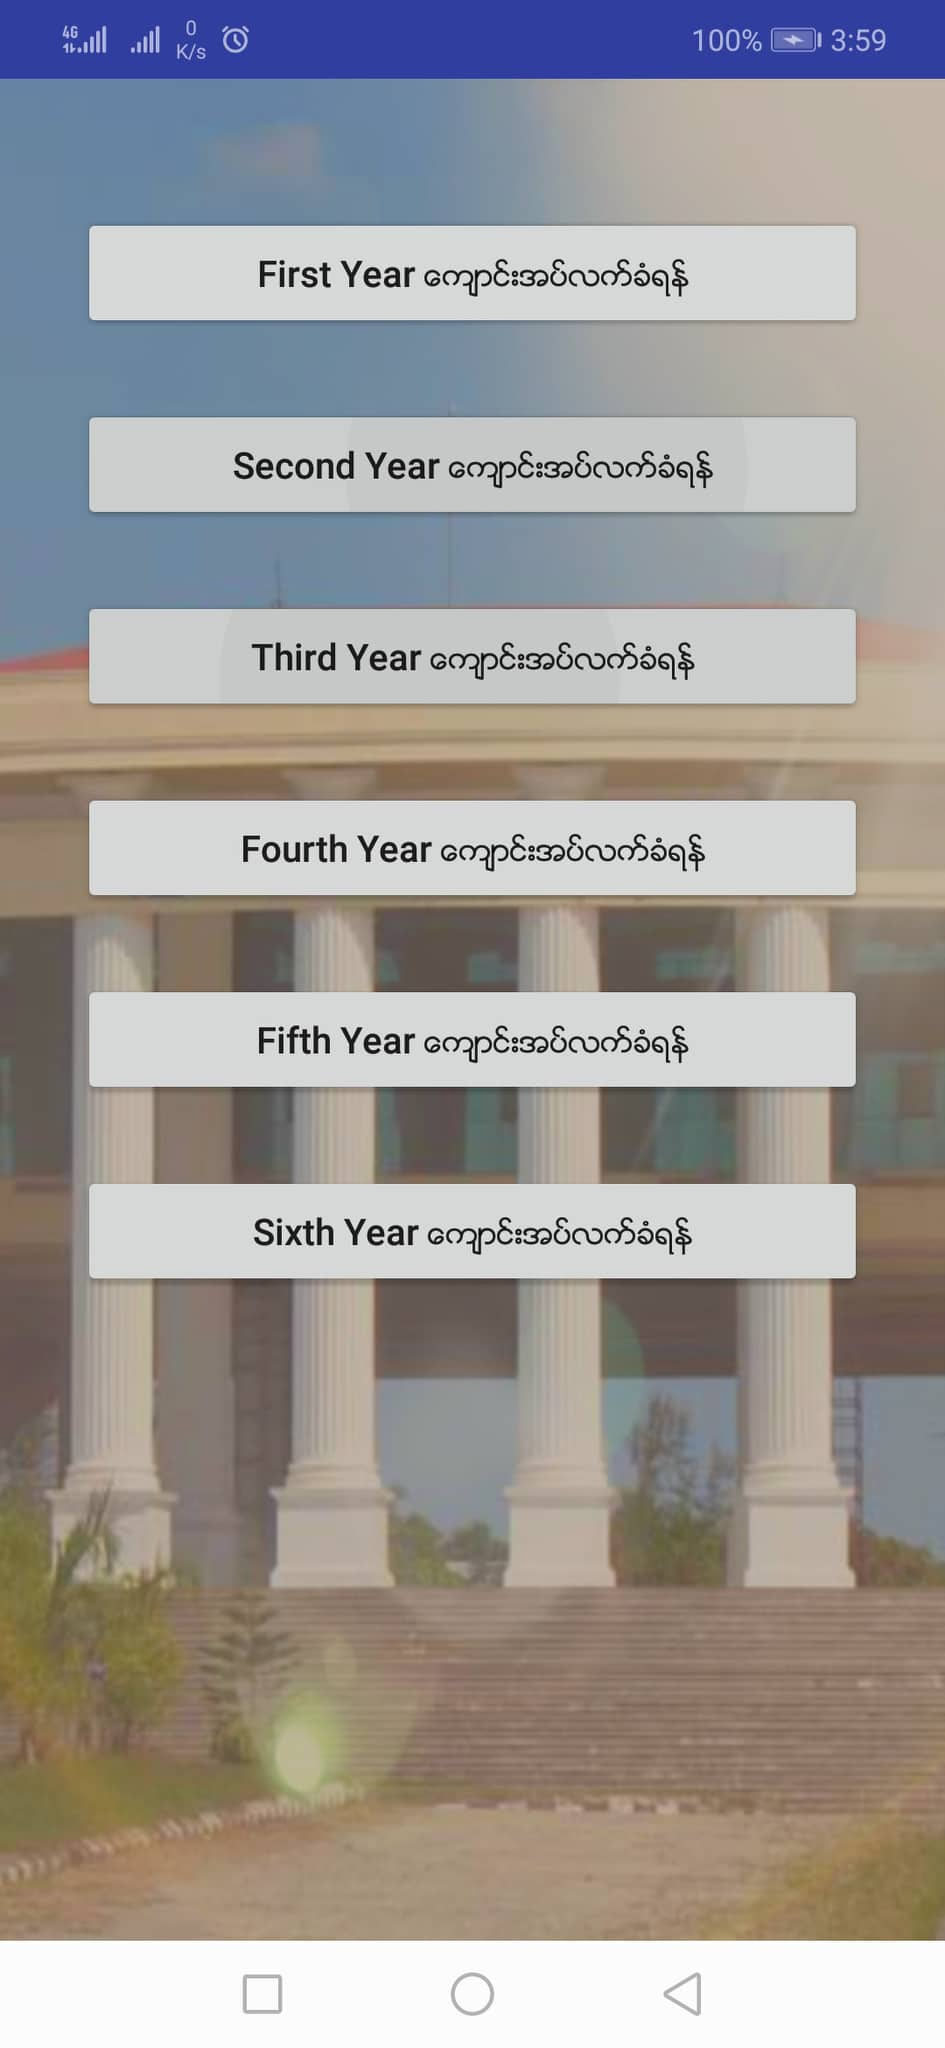 4G
0
K/s
100%
3:59
First Year ကျောင်းအပ်လက်ခံရန်
Second Year ကျောင်းအပ်လက်ခံရန်
Third Year ကျောင်းအပ်လက်ခံရန်
Fourth Year ကျောင်းအပ်လက်ခံရန်
Fifth Year ကျောင်းအပ်လက်ခံရန်
Sixth Year ကျောင်းအပ်လက်ခံရန်